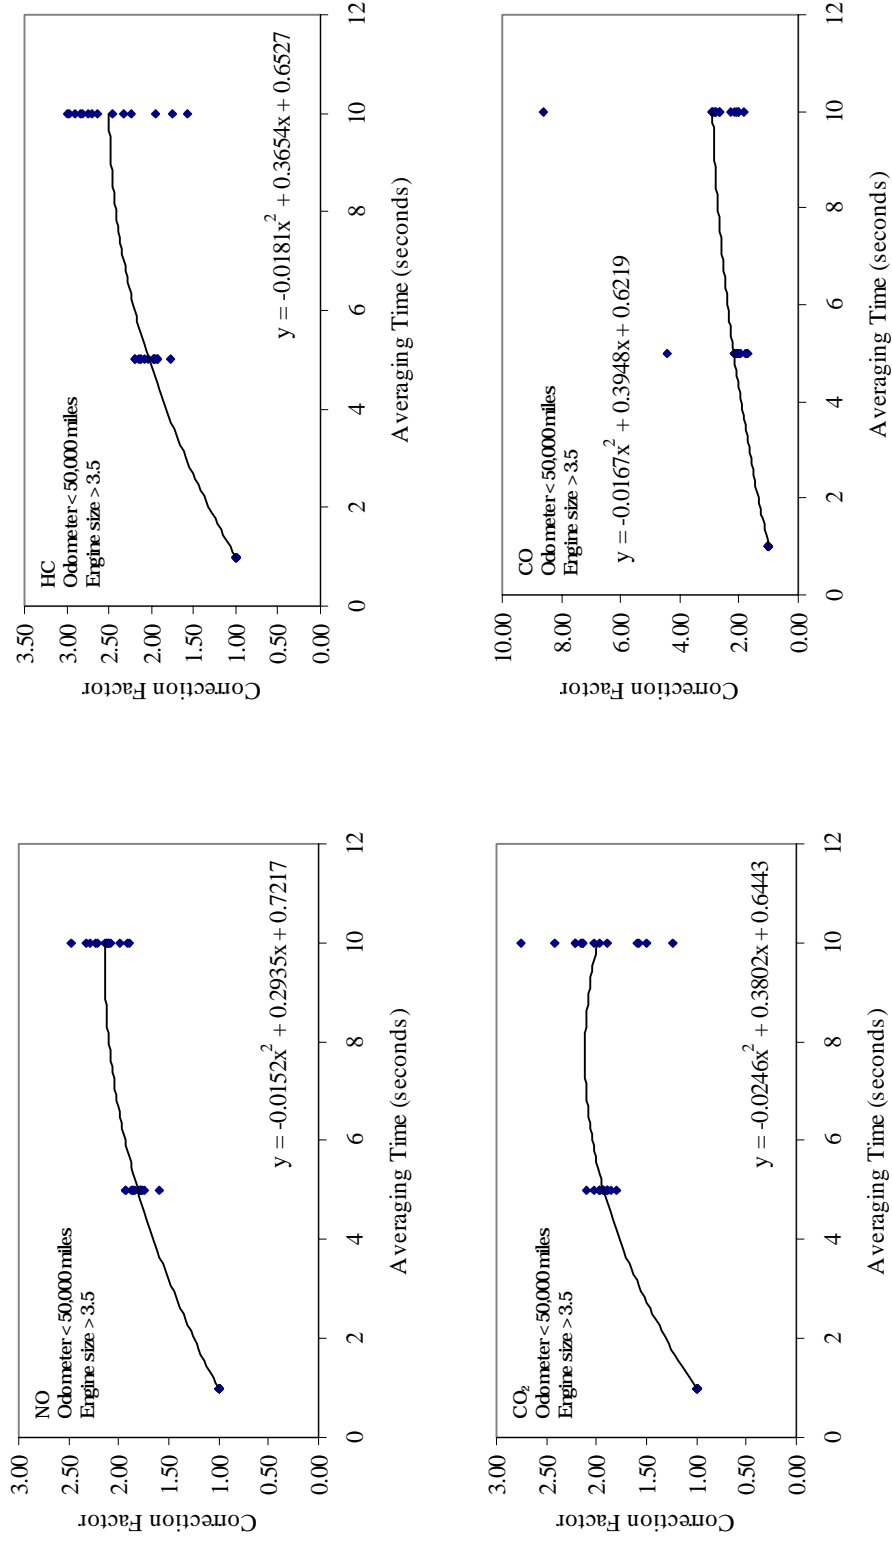 NO
Odometer < 50,000 miles
Engine size > 3.5
y = -0.0152x² + 0.2935x + 0.7217
3.00
2.50
2.00
1.50
1.00
0.50
0.00
Correction Factor
0 2 4 6 8 10 12
Averaging Time (seconds)
HC
Odometer < 50,000 miles
Engine size > 3.5
y = -0.0181x² + 0.3654x + 0.6527
3.50
3.00
2.50
2.00
1.50
1.00
0.50
0.00
Correction Factor
0 2 4 6 8 10 12
Averaging Time (seconds)
CO₂
Odometer < 50,000 miles
Engine size > 3.5
y = -0.0246x² + 0.3802x + 0.6443
3.00
2.50
2.00
1.50
1.00
0.50
0.00
Correction Factor
0 2 4 6 8 10 12
Averaging Time (seconds)
CO
Odometer < 50,000 miles
Engine size > 3.5
y = -0.0167x² + 0.3948x + 0.6219
10.00
8.00
6.00
4.00
2.00
0.00
Correction Factor
0 2 4 6 8 10 12
Averaging Time (seconds)